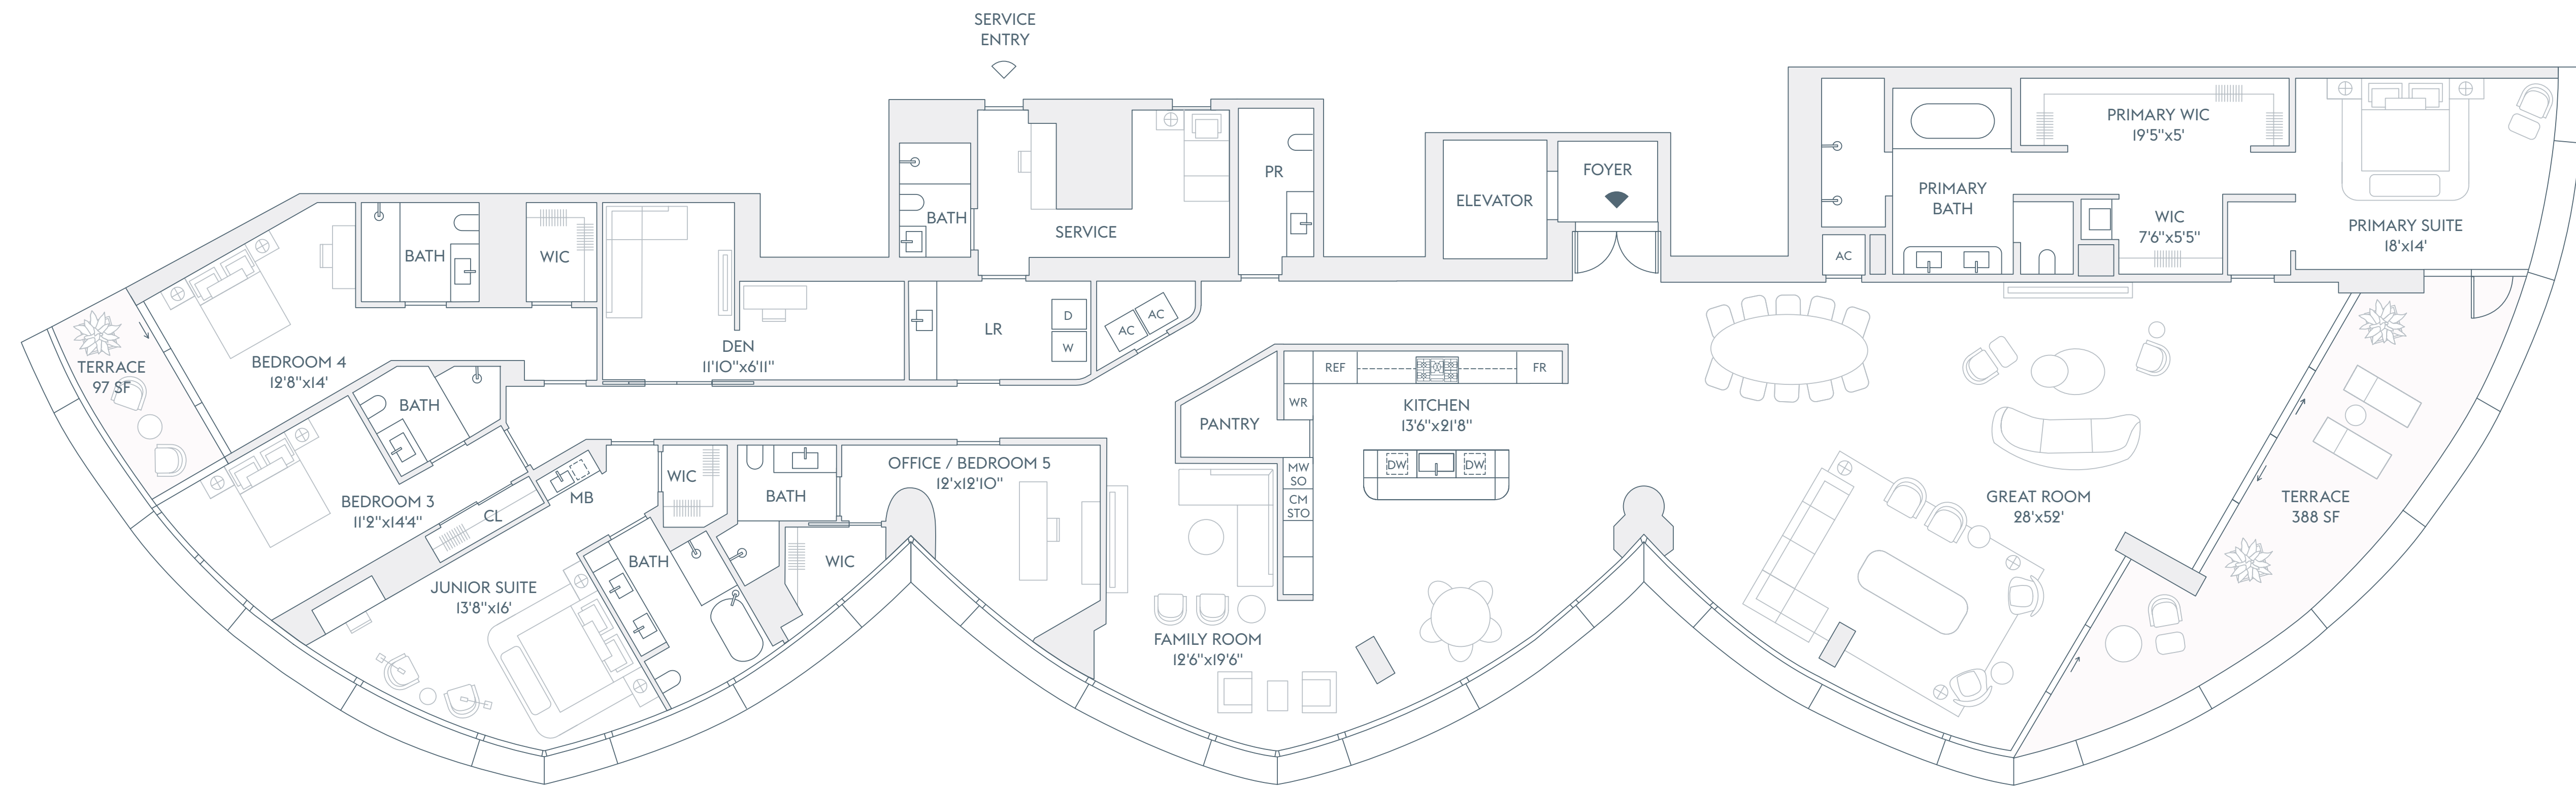 SERVICE
ENTRY
PRIMARY WIC
19'5"x5'
PR
FOYER
ELEVATOR
PRIMARY
BATH
BATH
SERVICE
WIC
7'6"x5'5"
PRIMARY SUITE
18'x14'
BATH
WIC
AC
D
W
LR
AC
AC
DEN
11'10"x6'11"
TERRACE
97 SF
BEDROOM 4
12'8"x14'
REF
FR
WR
BATH
KITCHEN
13'6"x21'8"
PANTRY
OFFICE / BEDROOM 5
12'x12'10"
DW
DW
MW
SO
CM
STO
WIC
BATH
MB
BEDROOM 3
11'2"x14'4"
CL
GREAT ROOM
28'x52'
TERRACE
388 SF
BATH
WIC
JUNIOR SUITE
13'8"x16'
FAMILY ROOM
12'6"x19'6"